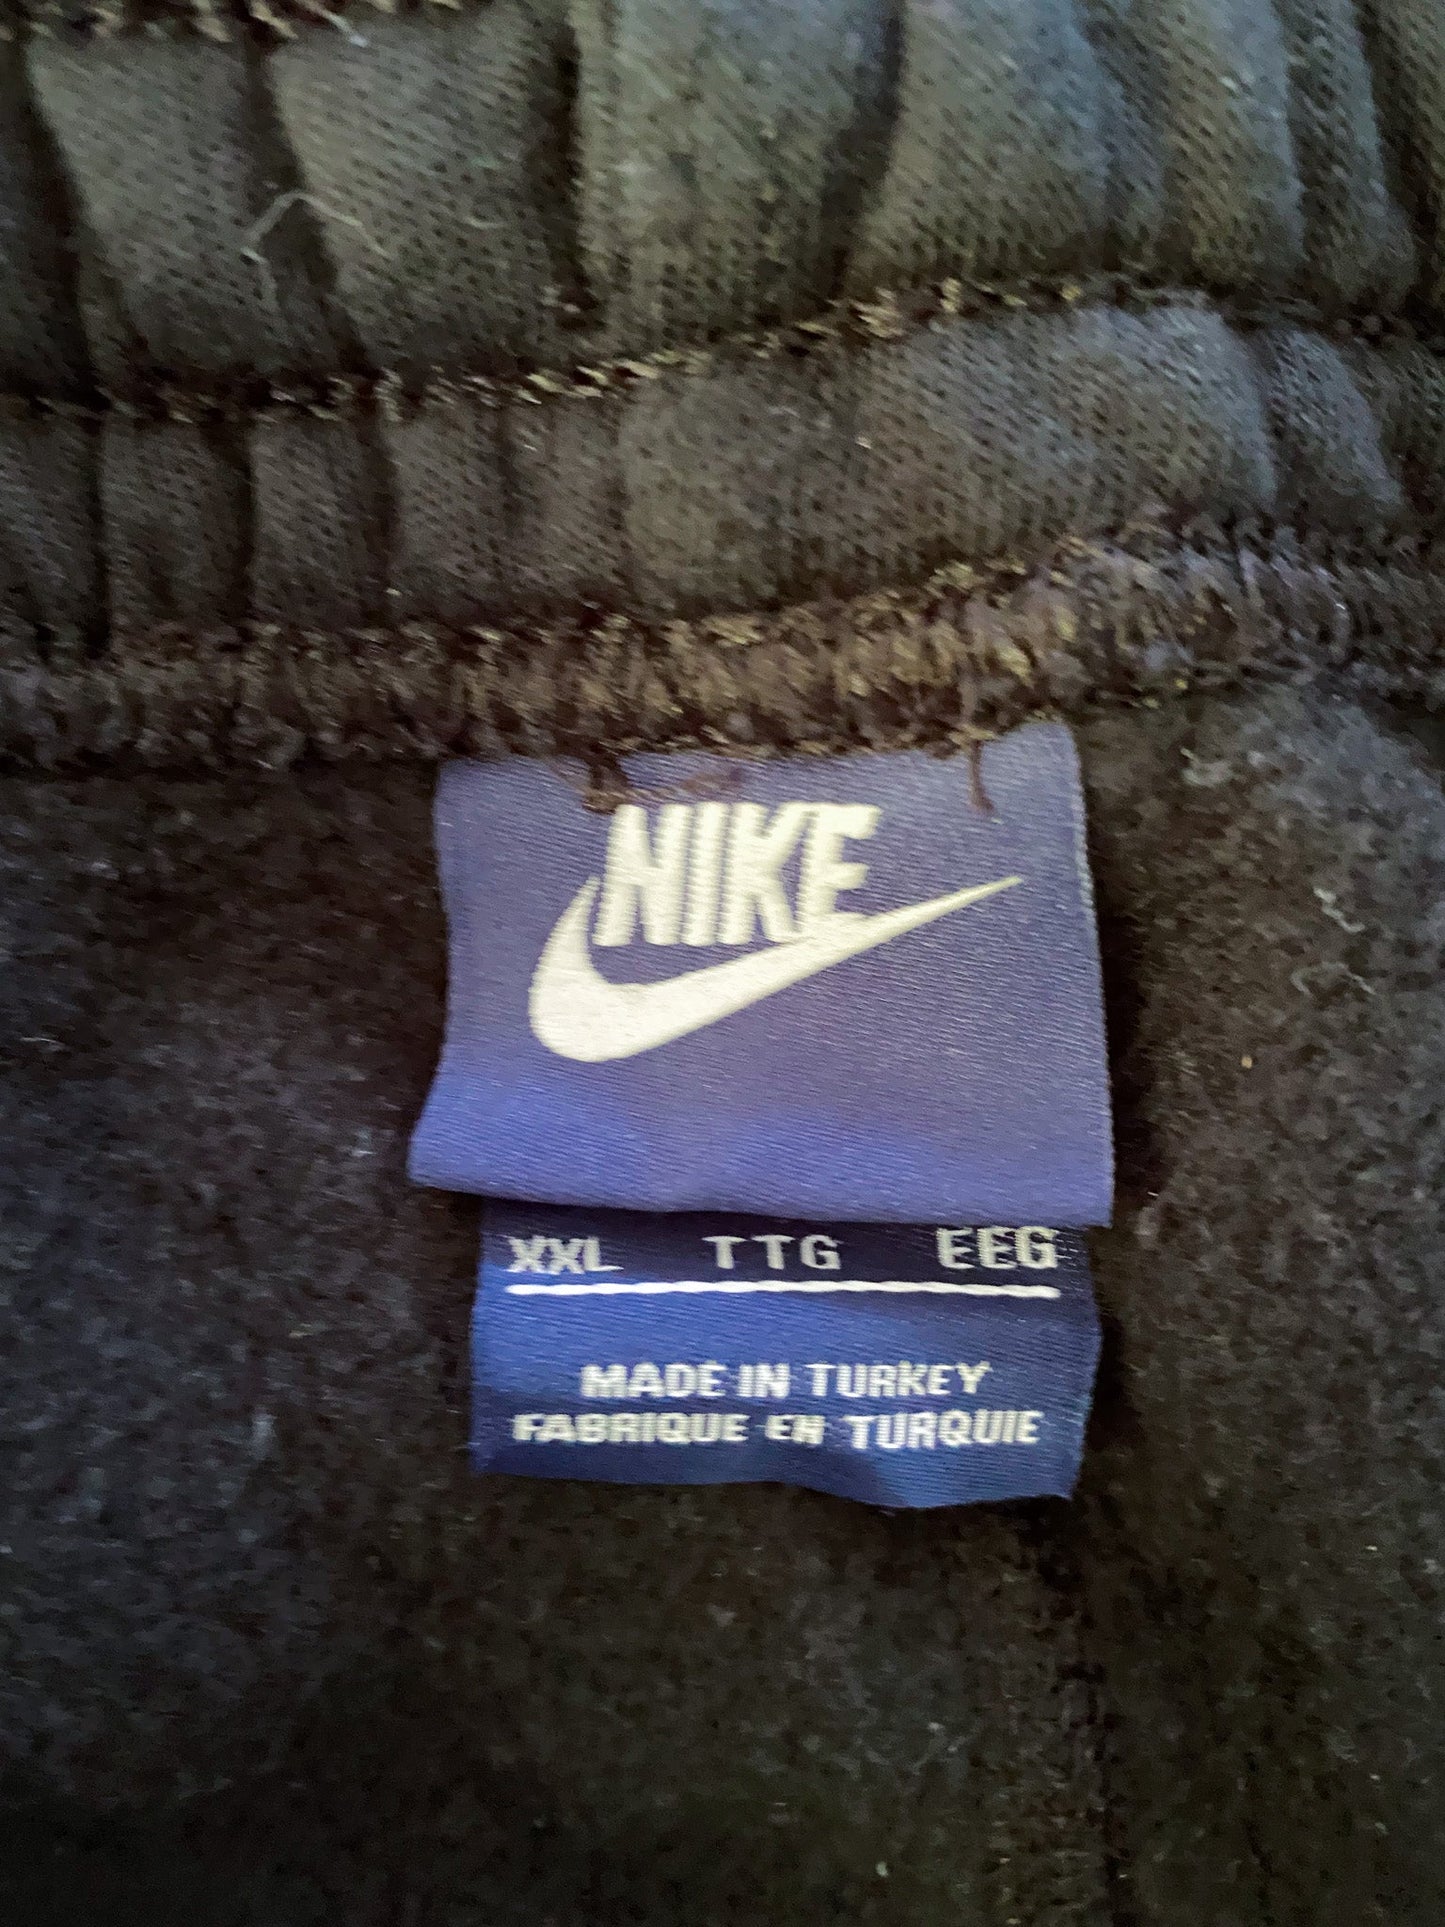 NIKE
XXL TTG EEG
MADE IN TURKEY
FABRIQUE EN TURQUIE